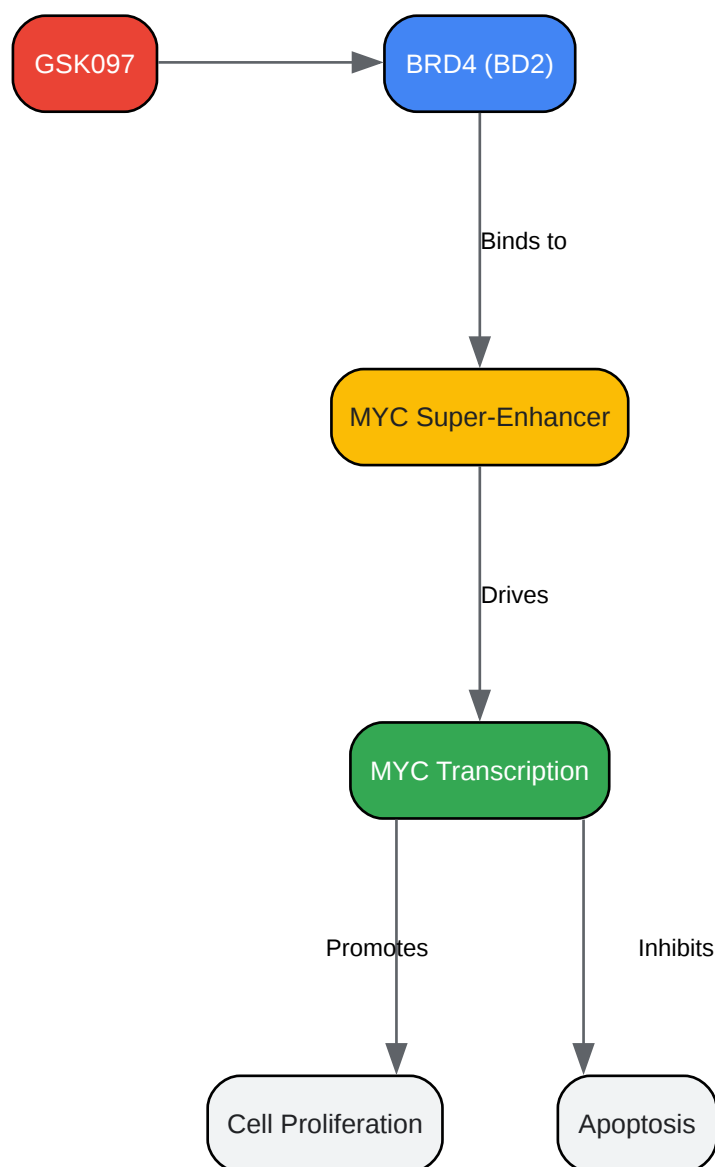 GSK097
BRD4 (BD2)
Binds to
MYC Super-Enhancer
Drives
MYC Transcription
Promotes
Inhibits
Cell Proliferation
Apoptosis